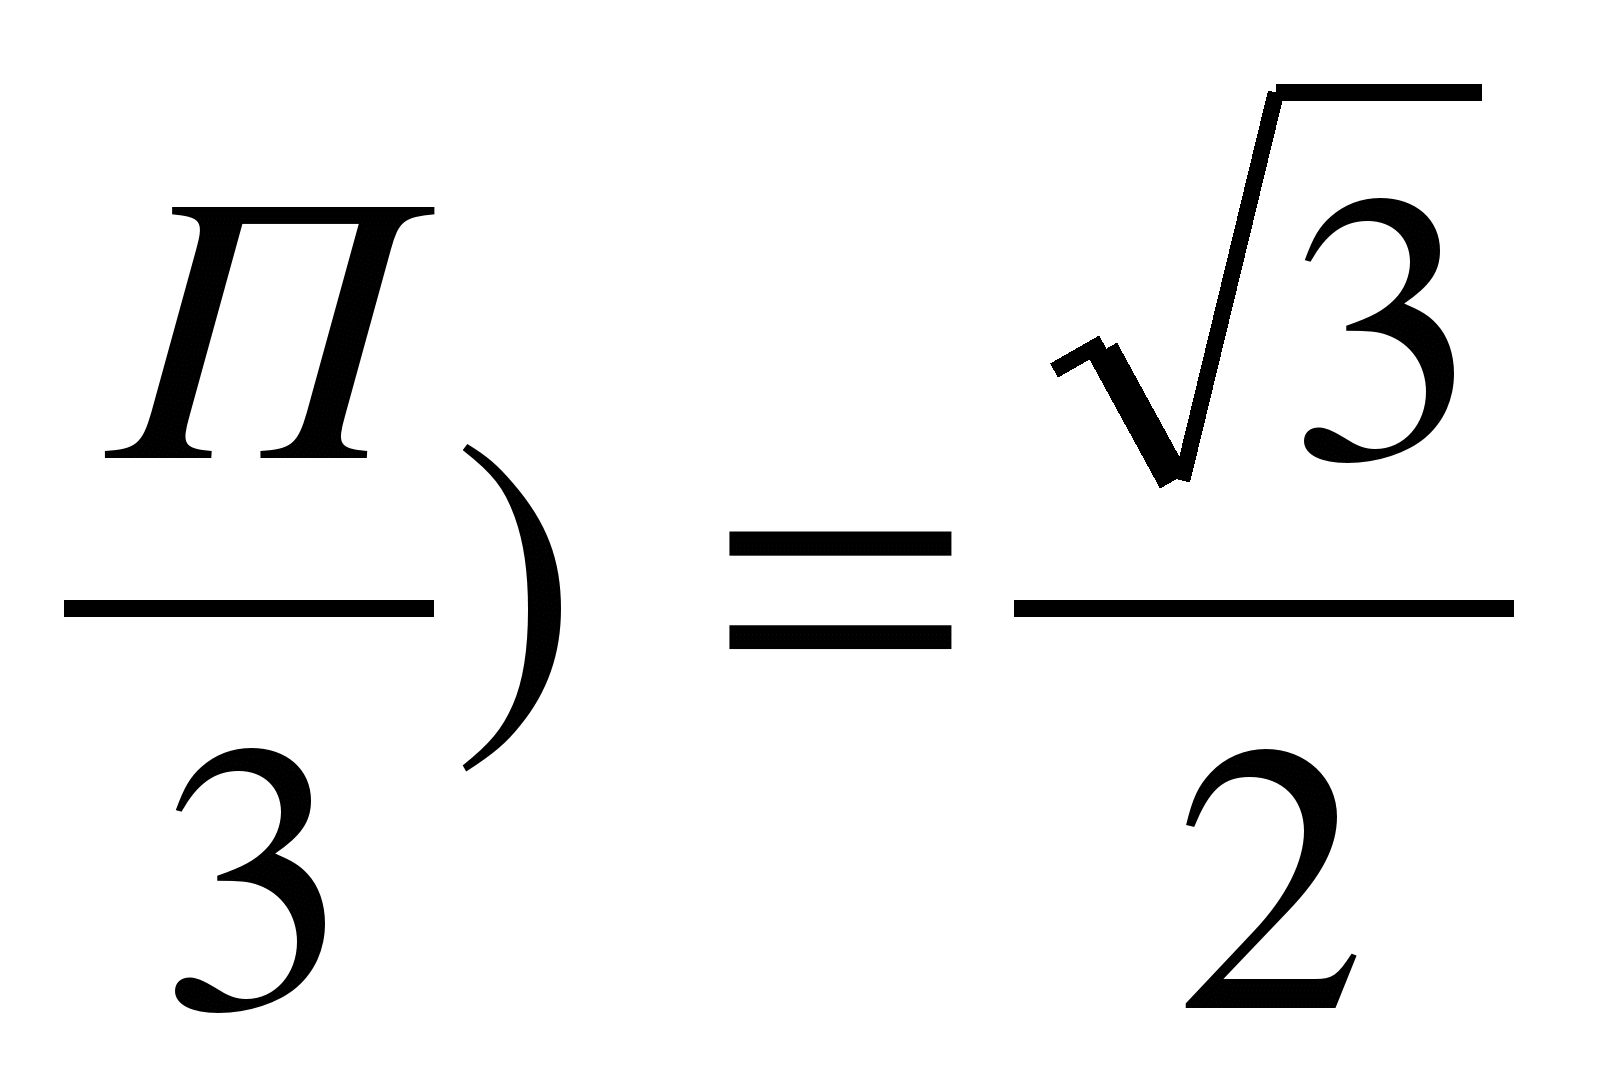 П/3) = √3/2